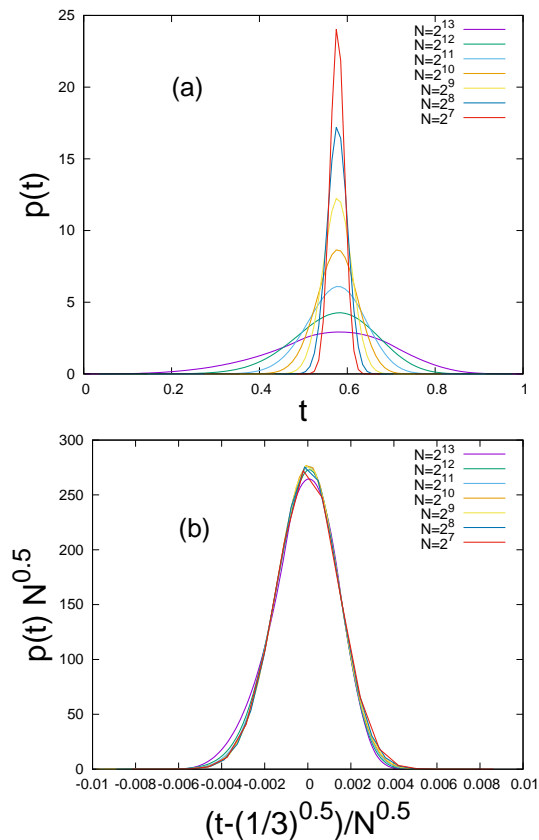 25
20
15
10
5
0
p(t)
(a)
N=2^13
N=2^12
N=2^11
N=2^10
N=2^9
N=2^8
N=2^7
0 0.2 0.4 0.6 0.8 1
t
300
250
200
150
100
50
0
p(t) N^0.5
(b)
N=2^13
N=2^12
N=2^11
N=2^10
N=2^9
N=2^8
N=2^7
-0.01 -0.008 -0.006 -0.004 -0.002 0 0.002 0.004 0.006 0.008 0.01
(t-(1/3)^0.5)/N^0.5